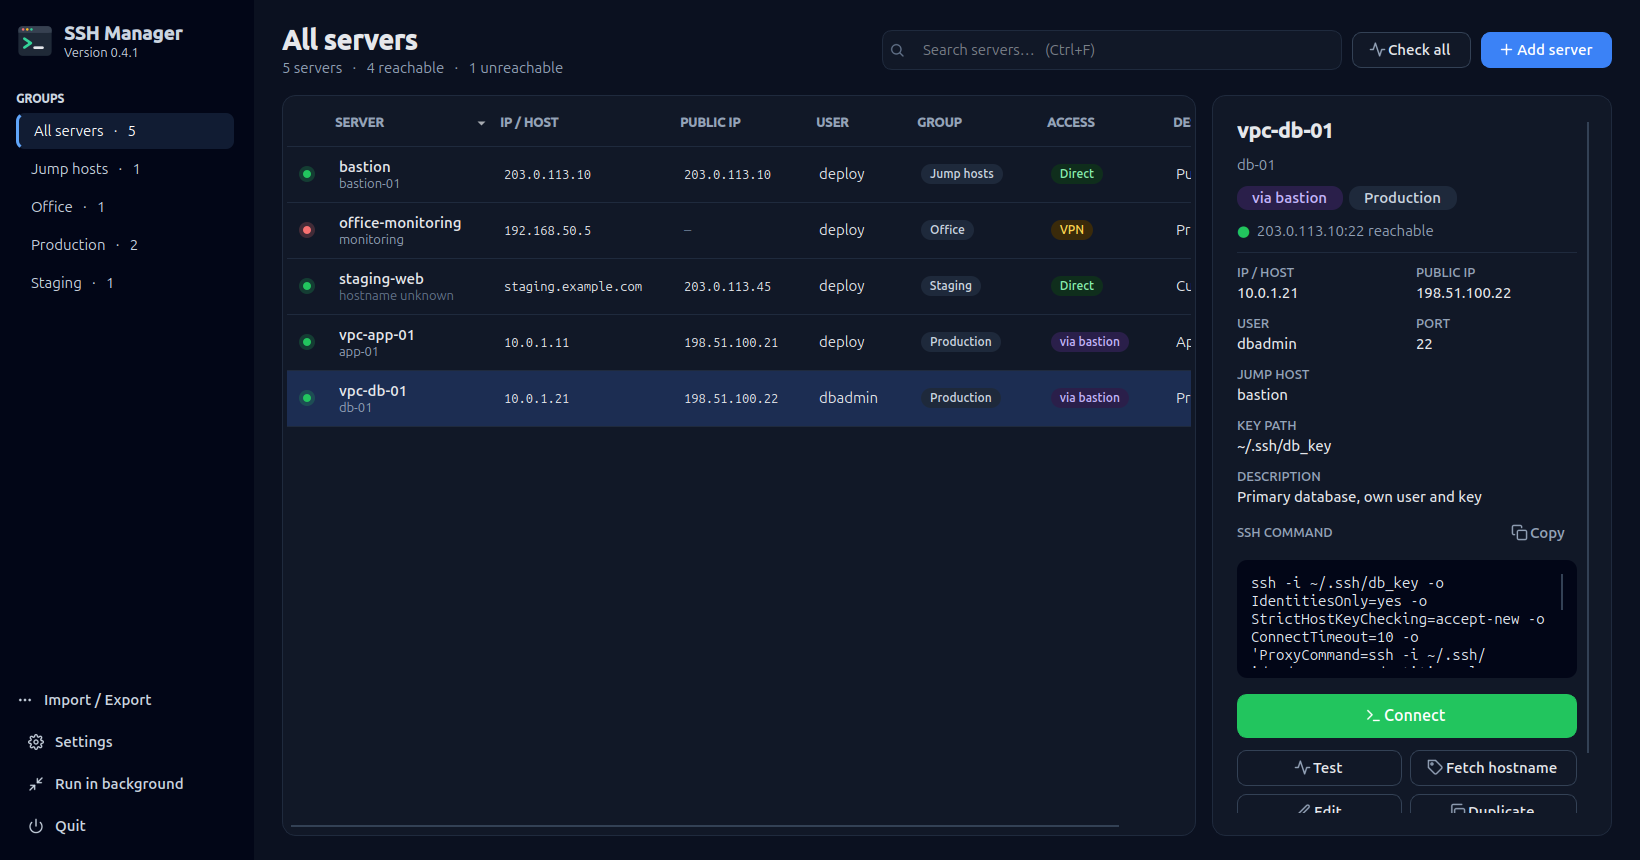 SSH Manager
Version 0.4.1
GROUPS
All servers · 5
Jump hosts · 1
Office · 1
Production · 2
Staging · 1
Import / Export
Settings
Run in background
Quit
All servers
5 servers · 4 reachable · 1 unreachable
Search servers... (Ctrl+F)
Check all
+ Add server
SERVER IP / HOST PUBLIC IP USER GROUP ACCESS DE
bastion
bastion-01
203.0.113.10 203.0.113.10 deploy Jump hosts Direct Pu
office-monitoring
monitoring
192.168.50.5 – deploy Office VPN Pr
staging-web
hostname unknown
staging.example.com 203.0.113.45 deploy Staging Direct Cu
vpc-app-01
app-01
10.0.1.11 198.51.100.21 deploy Production via bastion Ap
vpc-db-01
db-01
10.0.1.21 198.51.100.22 dbadmin Production via bastion Pr
vpc-db-01
db-01
via bastion Production
203.0.113.10:22 reachable
IP / HOST PUBLIC IP
10.0.1.21 198.51.100.22
USER PORT
dbadmin 22
JUMP HOST
bastion
KEY PATH
~/.ssh/db_key
DESCRIPTION
Primary database, own user and key
SSH COMMAND Copy
ssh -i ~/.ssh/db_key -o
IdentitiesOnly=yes -o
StrictHostKeyChecking=accept-new -o
ConnectTimeout=10 -o
'ProxyCommand=ssh -i ~/.ssh/
Connect
Test Fetch hostname
Edit Duplicate